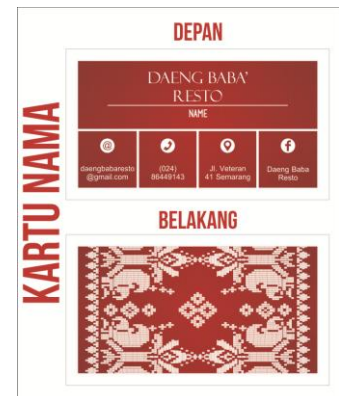 KARTU NAMA
DEPAN
DAENG BABA'
RESTO
NAME
daengbabaresto
@gmail.com
(024)
86449143
Jl. Veteran
41 Semarang
Daeng Baba
Resto
BELAKANG